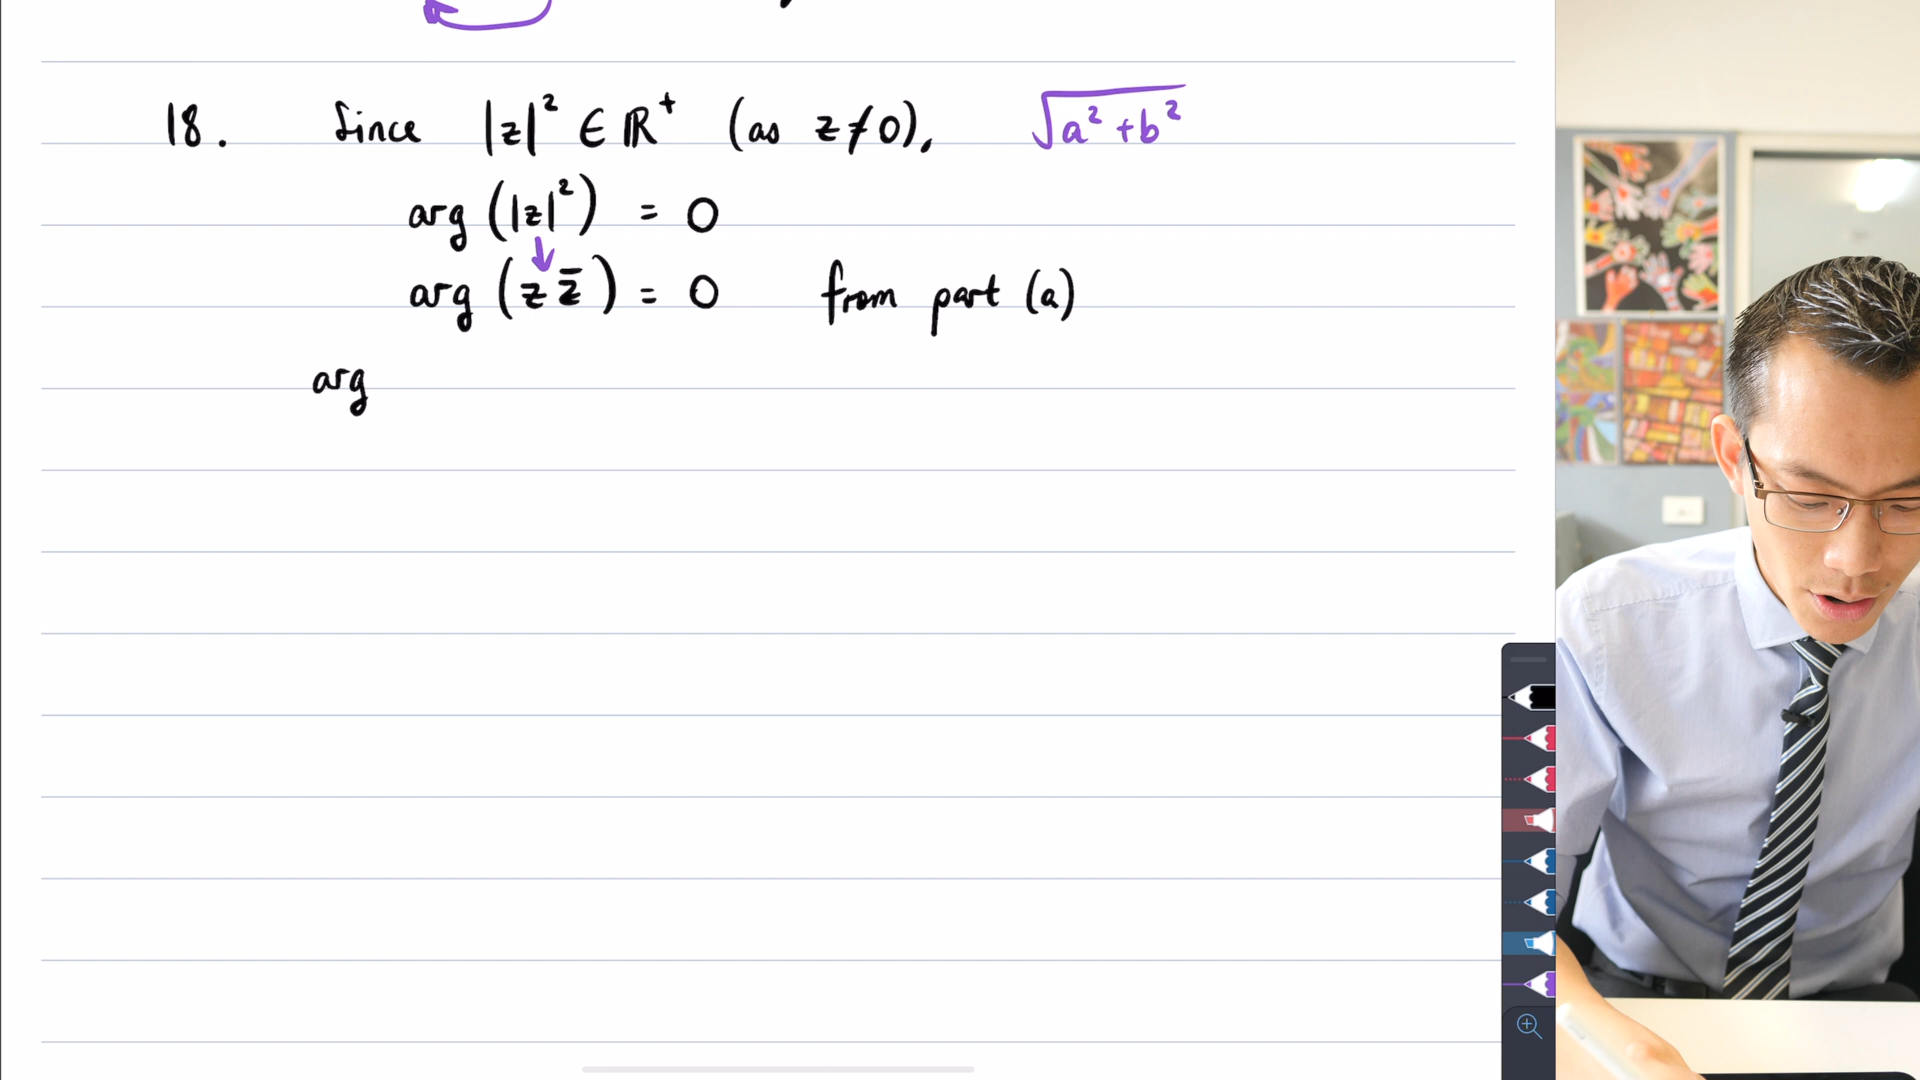 18. Since |z|² ∈ ℝ⁺ (as z≠0), √a² + b²
arg (|z|²) = 0
arg (z z̄) = 0 from part (a)
arg